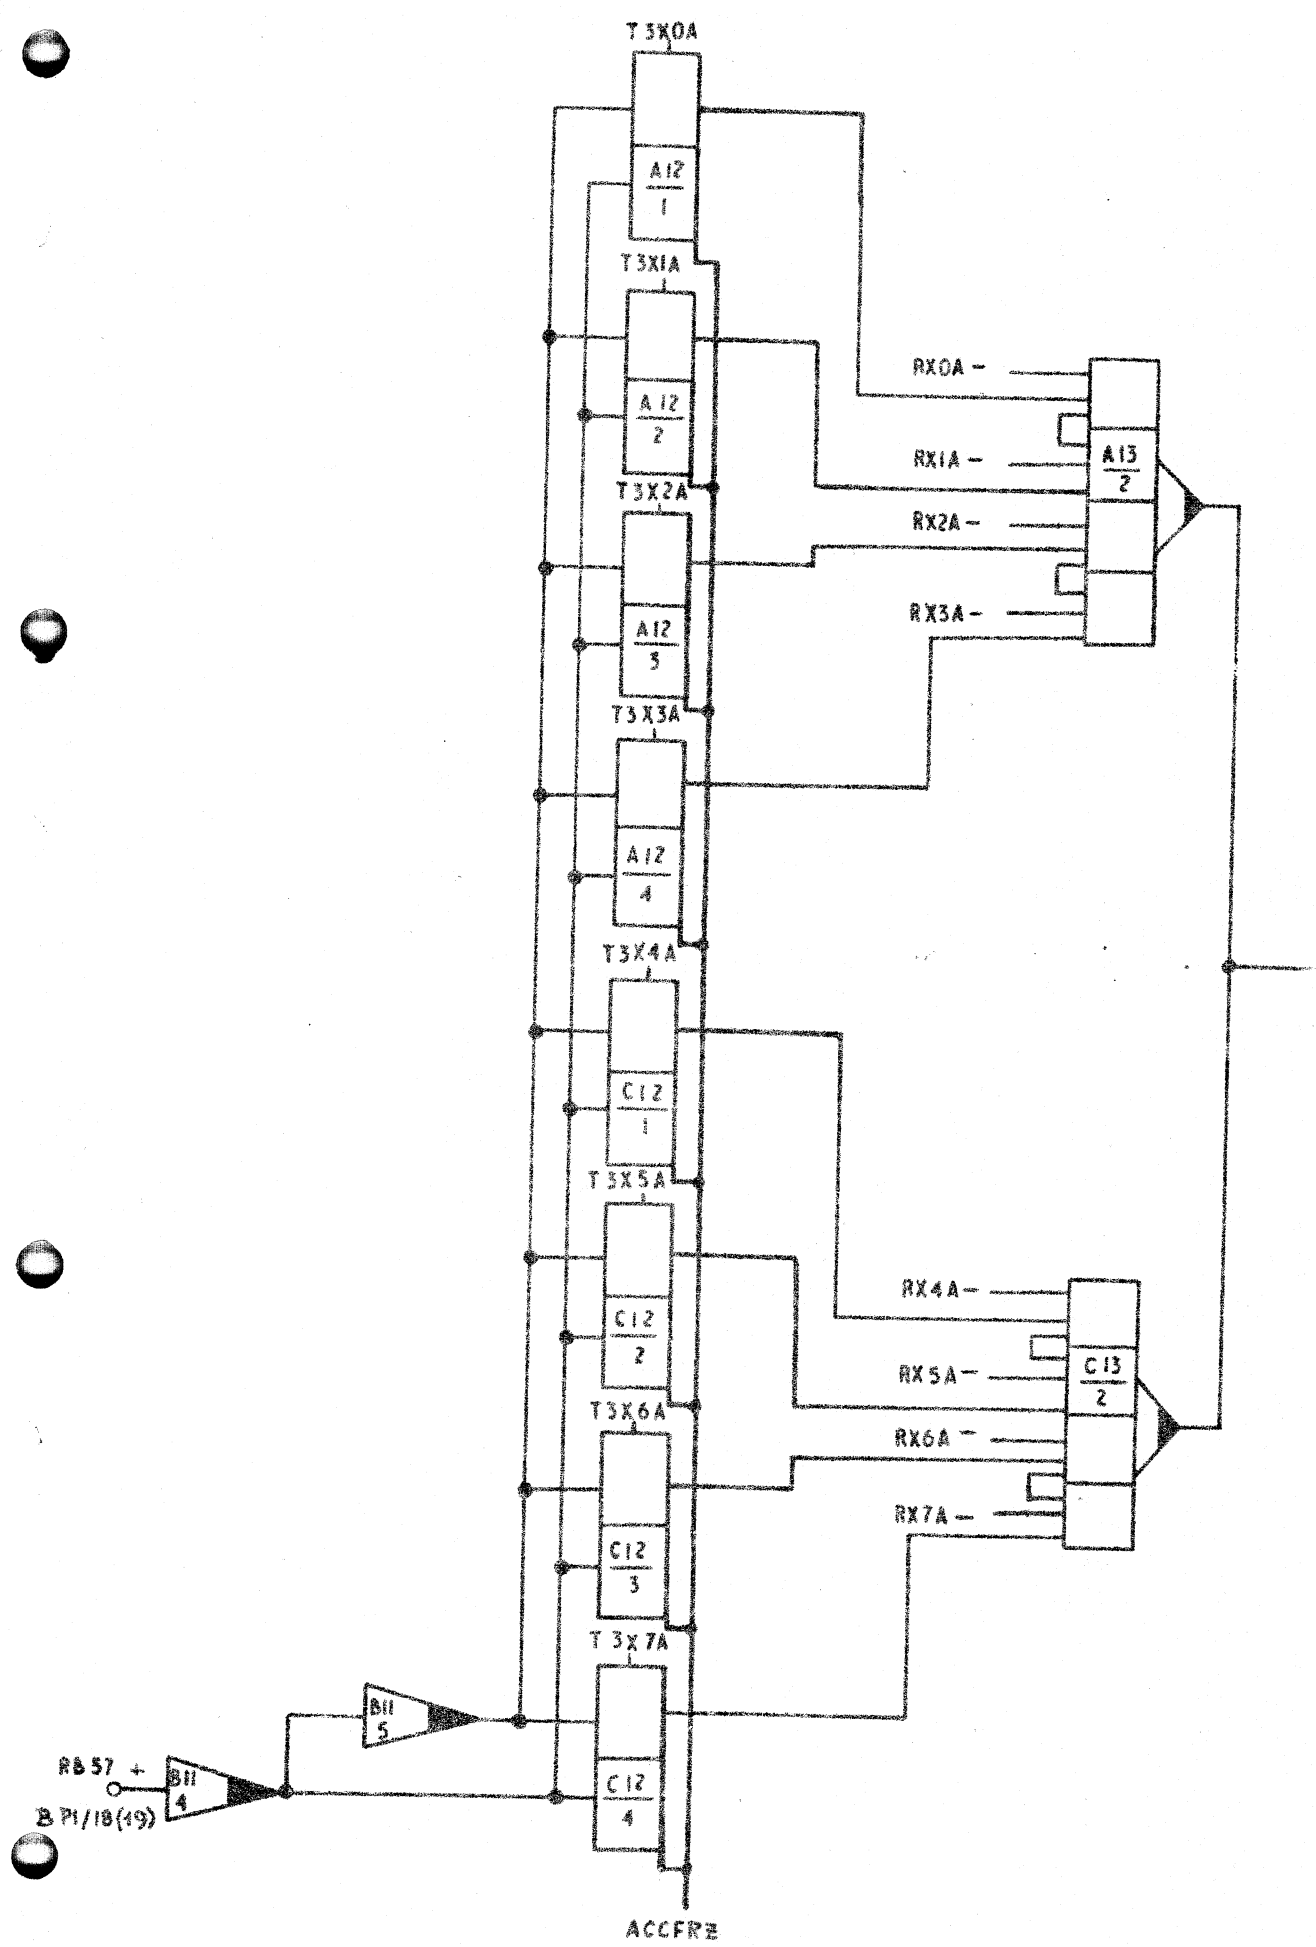 T3X0A
A12
1
T3X1A
A12
2
T3X2A
A12
3
T3X3A
A12
4
T3X4A
C12
1
T3X5A
C12
2
T3X6A
C12
3
T3X7A
C12
4
RX0A -
RX1A -
A13
2
RX2A -
RX3A -
RX4A -
RX5A -
C13
2
RX6A -
RX7A -
B11
5
RB57 +
B11
4
B P1/18(19)
ACCFRZ